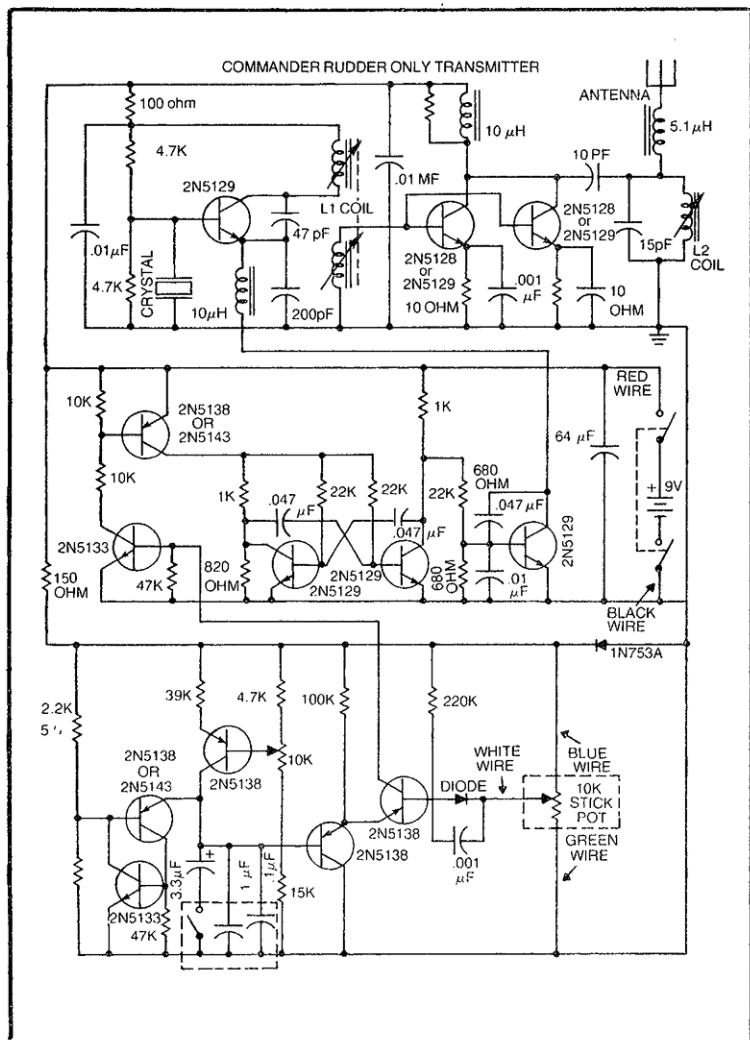 COMMANDER RUDDER ONLY TRANSMITTER
100 ohm
4.7K
2N5129
.01µF
4.7K
CRYSTAL
10µH
47 pF
200pF
L1 COIL
.01 MF
10 µH
2N5128
or
2N5129
10 OHM
.001
µF
2N5128
or
2N5129
10
OHM
10 PF
15pF
ANTENNA
5.1µH
L2
COIL
10K
2N5138
OR
2N5143
10K
2N5133
47K
150
OHM
1K
820
OHM
.047
µF
22K
22K
2N5129
2N5129
.047
µF
1K
22K
680
OHM
680
OHM
.047µF
.01
µF
2N5129
64 µF
RED WIRE
+
9V
BLACK
WIRE
1N753A
2.2K
5%
39K
4.7K
100K
220K
2N5138
OR
2N5143
2N5138
10K
2N5133
47K
3.3µF
+
1 µF
.1µF
15K
2N5138
2N5138
DIODE
.001
µF
WHITE
WIRE
BLUE
WIRE
10K
STICK
POT
GREEN
WIRE